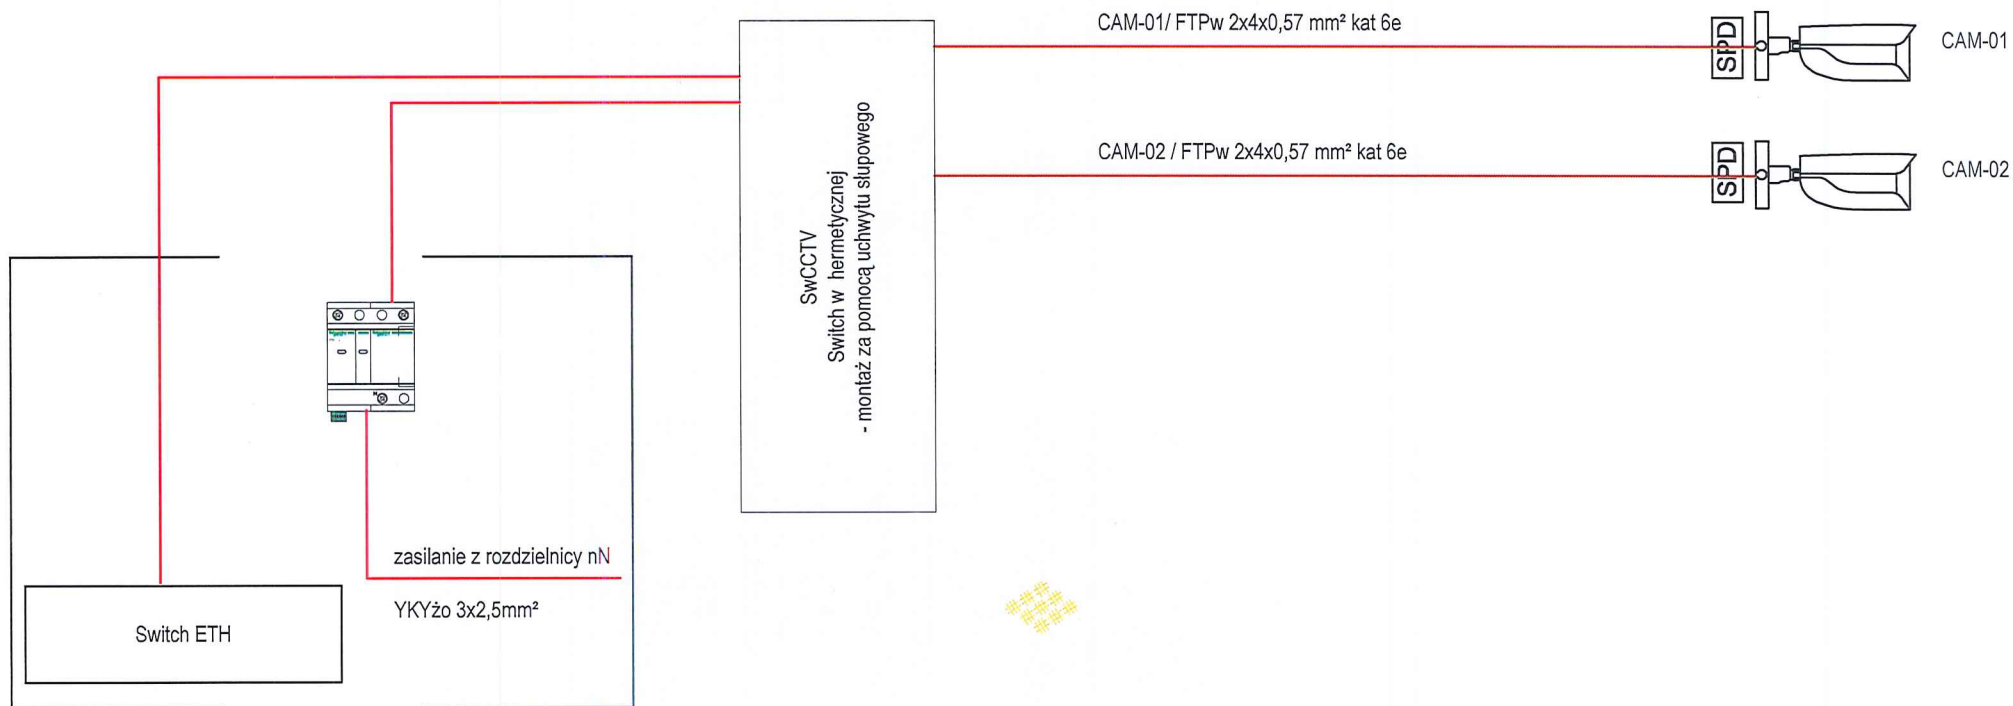 CAM-01/ FTPw 2x4x0,57 mm² kat 6e
SPD
CAM-01
CAM-02 / FTPw 2x4x0,57 mm² kat 6e
SPD
CAM-02
SwCCTV
Switch w hermetycznej
- montaż za pomocą uchwytu słupowego
zasilanie z rozdzielnicy nN
YKYżo 3x2,5mm²
Switch ETH